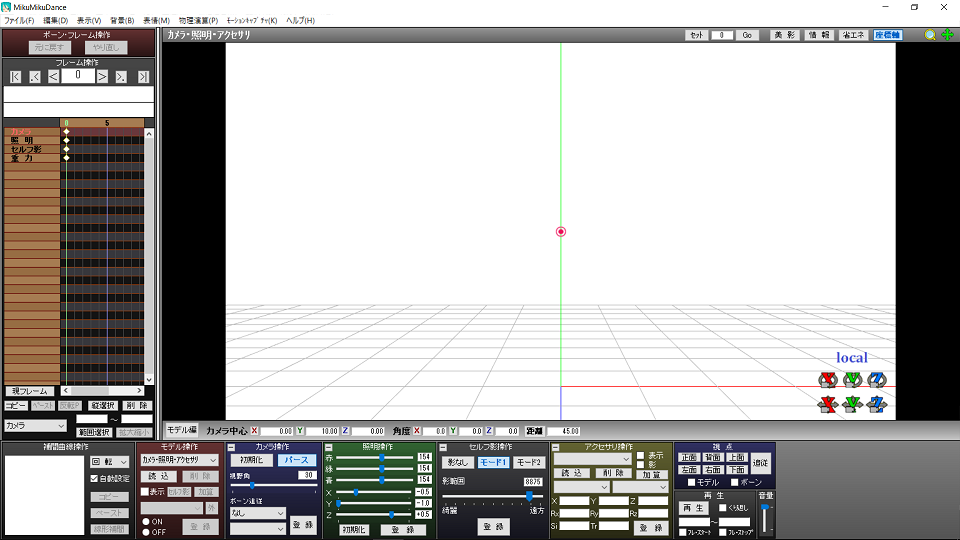 MikuMikuDance
ファイル(F) 編集(D) 表示(V) 背景(B) 表情(M) 物理演算(P) ﾓｰｼｮﾝｷｬﾌﾟﾁｬ(K) ヘルプ(H)
ボーン・フレーム操作
元に戻す やり直し
フレーム操作
|< .< < 0 > >. >|
0 5
カメラ
照 明
セルフ影
重 力
現フレーム
コピー ペースト 反転P 縦選択 削 除
カメラ ～
範囲選択 拡大縮小
カメラ・照明・アクセサリ
セット 0 Go 美 影 情 報 省エネ 座標軸
local
X Y Z
X Y Z
モデル編 カメラ中心 X 0.00 Y 10.00 Z 0.00 角度 X 0.0 Y 0.0 Z 0.0 距離 45.00
補間曲線操作
回 転
自動設定
コピー
ペースト
線形補間
モデル操作
カメラ・照明・アクセサリ
読 込 削 除
表示 セルフ影 加算
外
ON
OFF
登 録
カメラ操作
初期化 パース
視野角 30
ボーン追従
なし
登 録
照明操作
赤 154
緑 154
青 154
X -0.5
Y -1.0
Z +0.5
初期化 登 録
セルフ影操作
影なし モード1 モード2
影範囲 8875
綺麗 遠方
登 録
アクセサリ操作
表示
影
読 込 削 除 加 算
X Y Z
Rx Ry Rz
Si Tr 登 録
視 点
正面 背面 上面
左面 右面 下面
追従
モデル ボーン
再 生
再 生 くり返し
～
フレ・スタート フレ・ストップ
音量